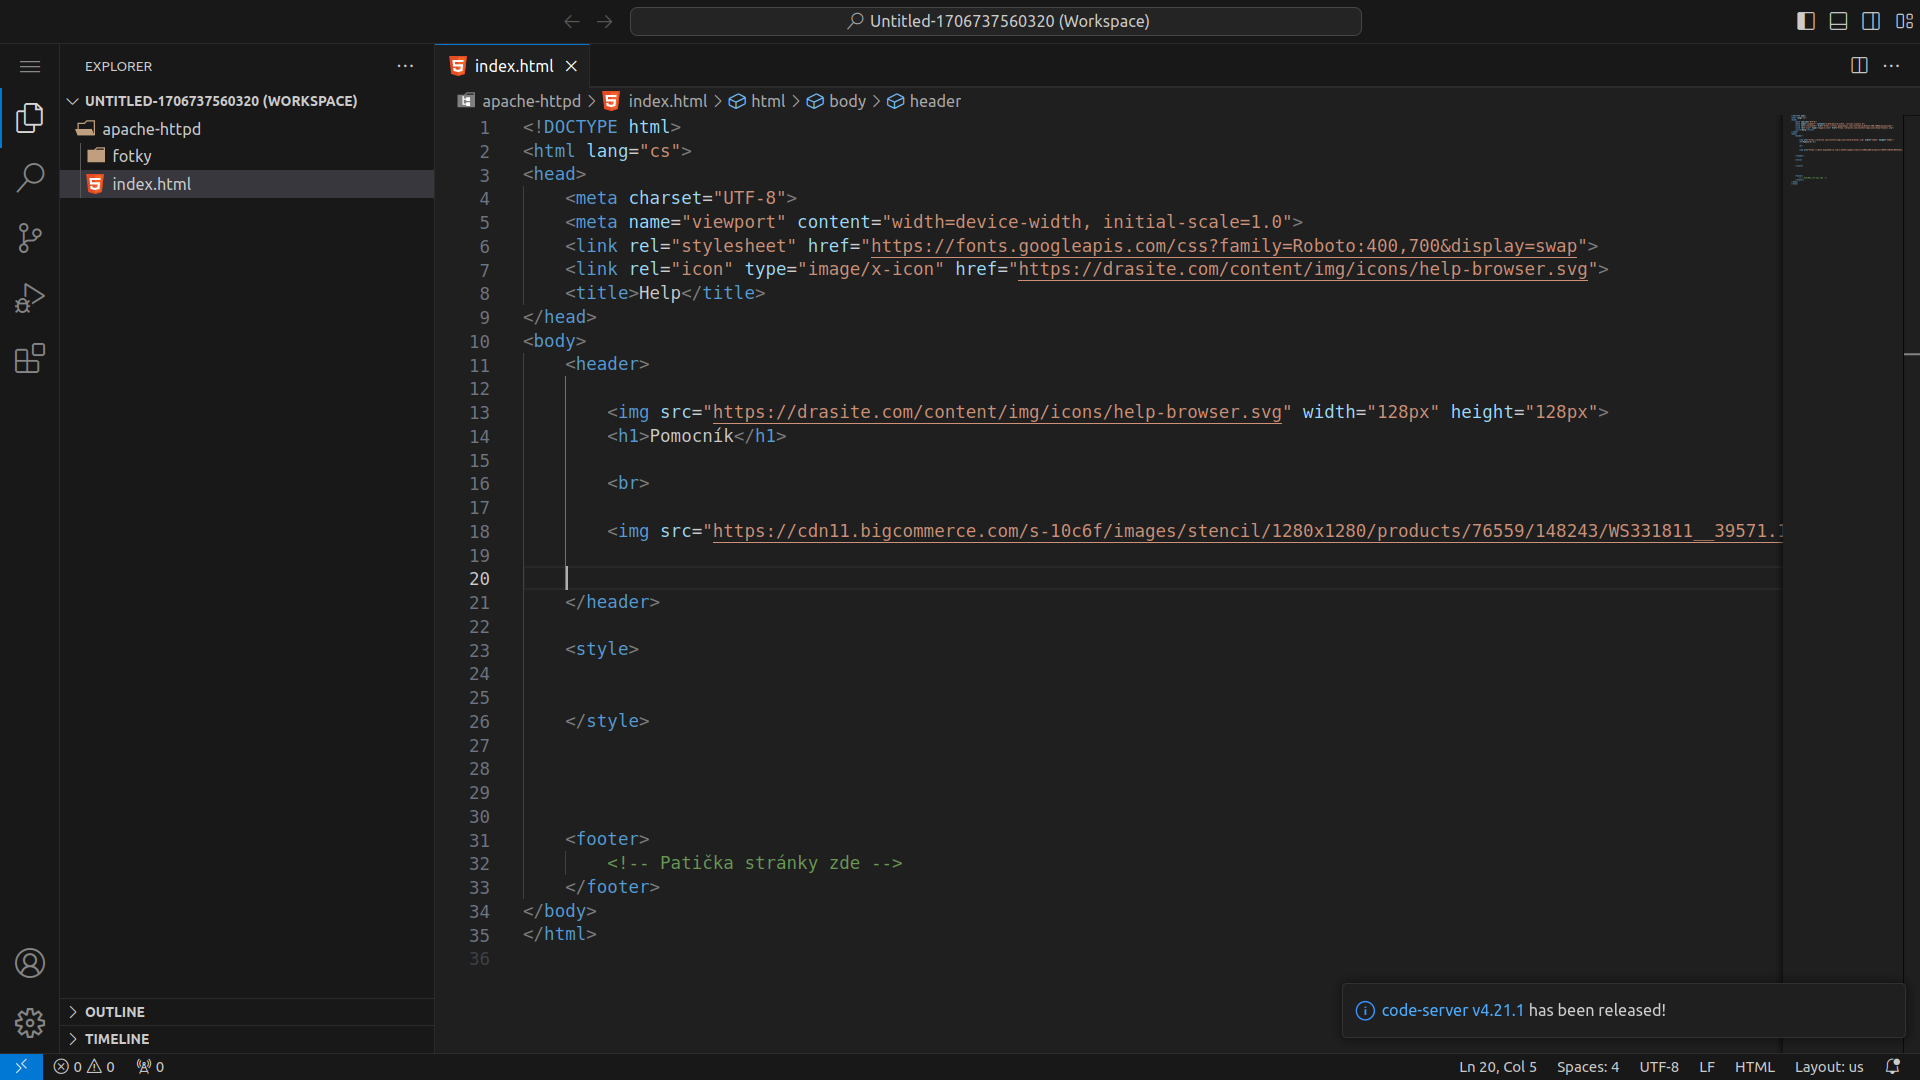 Untitled-1706737560320 (Workspace)
EXPLORER
UNTITLED-1706737560320 (WORKSPACE)
apache-httpd
fotky
index.html
OUTLINE
TIMELINE
index.html
apache-httpd > index.html > html > body > header
1 <!DOCTYPE html>
2 <html lang="cs">
3 <head>
4 <meta charset="UTF-8">
5 <meta name="viewport" content="width=device-width, initial-scale=1.0">
6 <link rel="stylesheet" href="https://fonts.googleapis.com/css?family=Roboto:400,700&display=swap">
7 <link rel="icon" type="image/x-icon" href="https://drasite.com/content/img/icons/help-browser.svg">
8 <title>Help</title>
9 </head>
10 <body>
11 <header>
12
13 <img src="https://drasite.com/content/img/icons/help-browser.svg" width="128px" height="128px">
14 <h1>Pomocník</h1>
15
16 <br>
17
18 <img src="https://cdn11.bigcommerce.com/s-10c6f/images/stencil/1280x1280/products/76559/148243/WS331811__39571.1
19
20
21 </header>
22
23 <style>
24
25
26 </style>
27
28
29
30
31 <footer>
32 <!-- Patička stránky zde -->
33 </footer>
34 </body>
35 </html>
36
code-server v4.21.1 has been released!
0 0 0
Ln 20, Col 5 Spaces: 4 UTF-8 LF HTML Layout: us